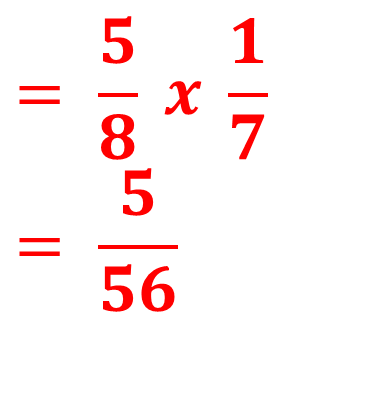 = 5/8 x 1/7
= 5/56